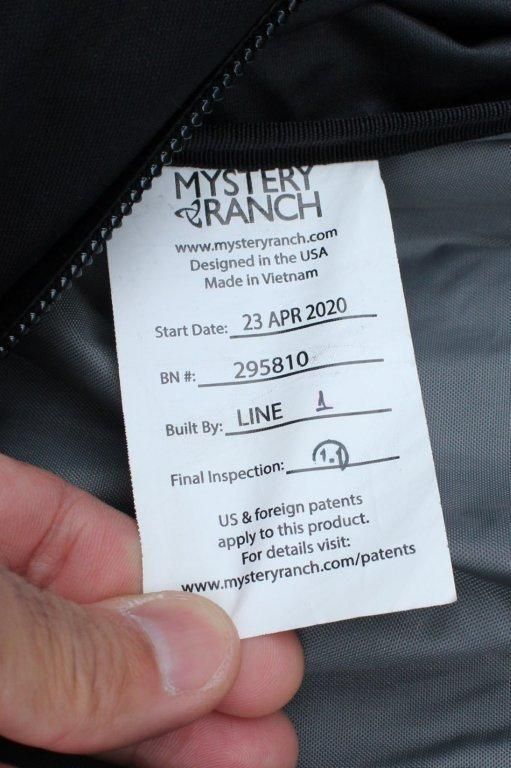 MYSTERY
RANCH
www.mysteryranch.com
Designed in the USA
Made in Vietnam
Start Date: 23 APR 2020
BN #: 295810
Built By: LINE 1
Final Inspection: 1.1
US & foreign patents
apply to this product.
For details visit:
www.mysteryranch.com/patents